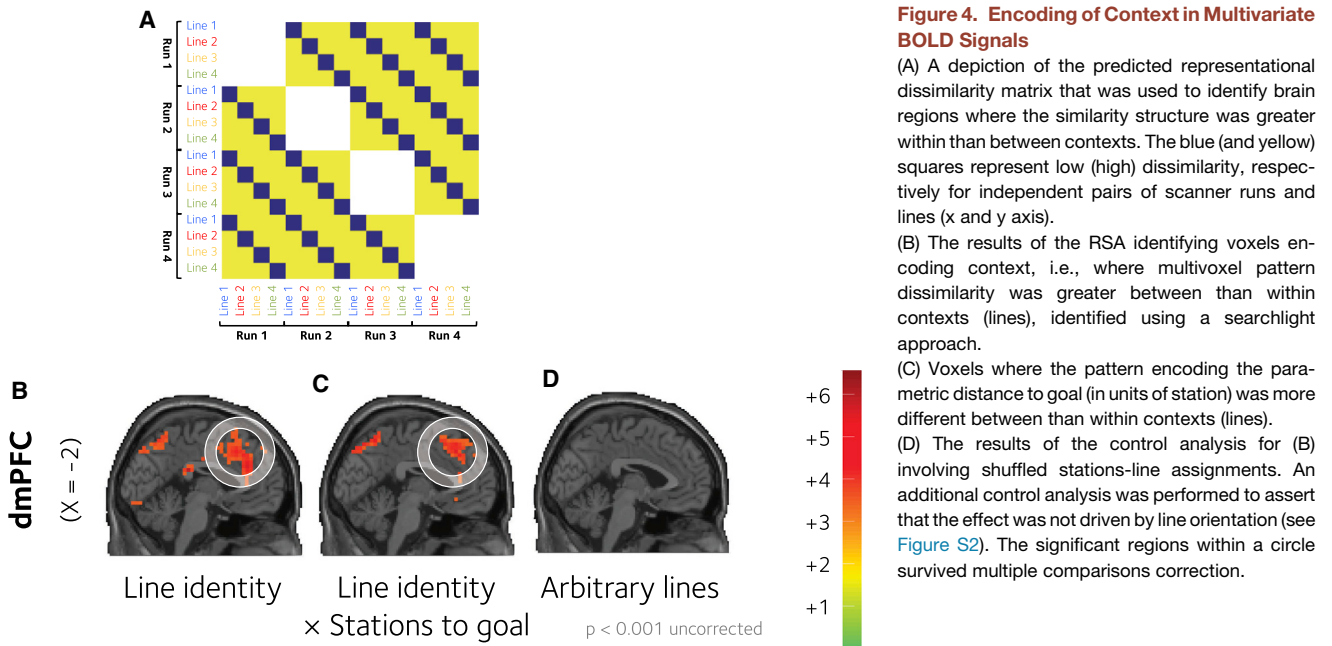 A
Line 1
Line 2
Line 3
Line 4
Run 1
Line 1
Line 2
Line 3
Line 4
Run 2
Line 1
Line 2
Line 3
Line 4
Run 3
Line 1
Line 2
Line 3
Line 4
Run 4
Line 1
Line 2
Line 3
Line 4
Line 1
Line 2
Line 3
Line 4
Line 1
Line 2
Line 3
Line 4
Line 1
Line 2
Line 3
Line 4
Run 1
Run 2
Run 3
Run 4
B
C
D
dmPFC
(X = -2)
+6
+5
+4
+3
+2
+1
Line identity
Line identity
× Stations to goal
Arbitrary lines
p < 0.001 uncorrected
Figure 4. Encoding of Context in Multivariate
BOLD Signals
(A) A depiction of the predicted representational
dissimilarity matrix that was used to identify brain
regions where the similarity structure was greater
within than between contexts. The blue (and yellow)
squares represent low (high) dissimilarity, respec-
tively for independent pairs of scanner runs and
lines (x and y axis).
(B) The results of the RSA identifying voxels en-
coding context, i.e., where multivoxel pattern
dissimilarity was greater between than within
contexts (lines), identified using a searchlight
approach.
(C) Voxels where the pattern encoding the para-
metric distance to goal (in units of station) was more
different between than within contexts (lines).
(D) The results of the control analysis for (B)
involving shuffled stations-line assignments. An
additional control analysis was performed to assert
that the effect was not driven by line orientation (see
Figure S2). The significant regions within a circle
survived multiple comparisons correction.